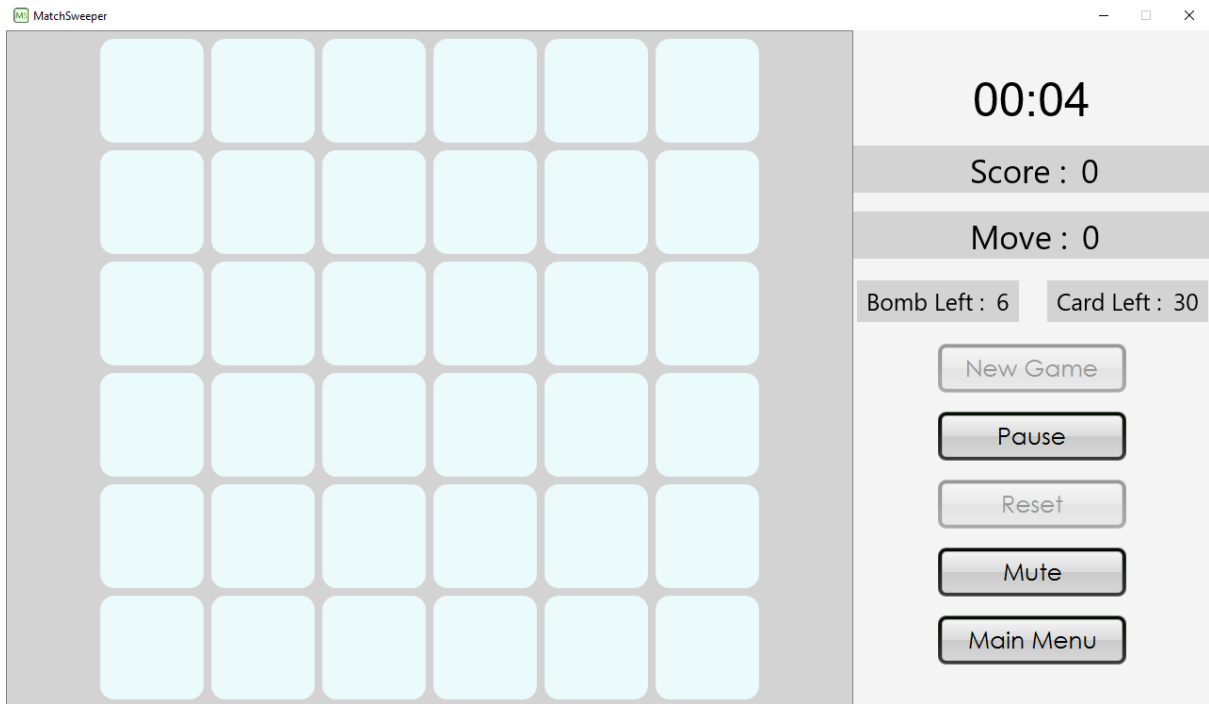 MS MatchSweeper
00:04
Score : 0
Move : 0
Bomb Left : 6 Card Left : 30
New Game
Pause
Reset
Mute
Main Menu